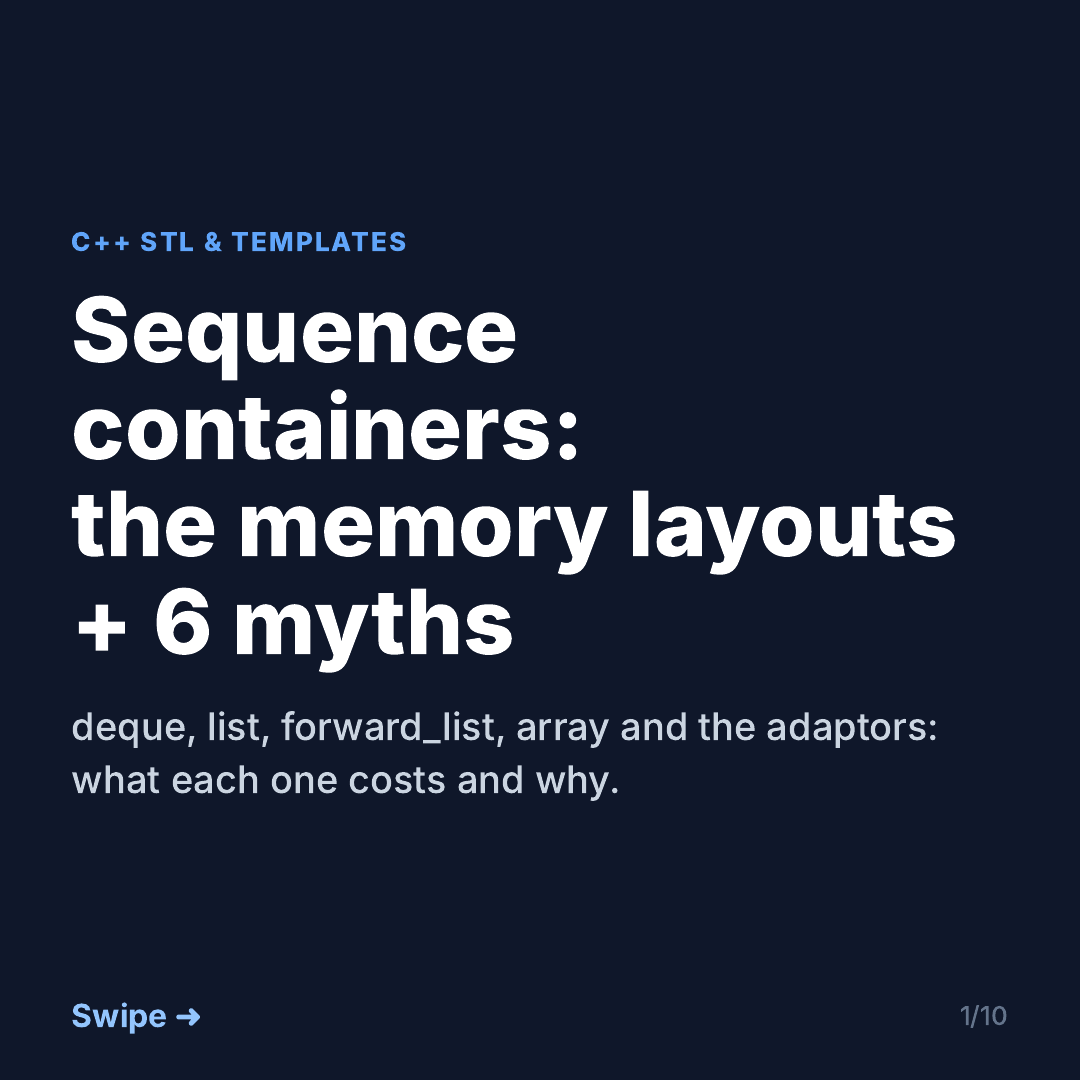 C++ STL & TEMPLATES
Sequence
containers:
the memory layouts
+ 6 myths
deque, list, forward_list, array and the adaptors:
what each one costs and why.
Swipe ➜
1/10